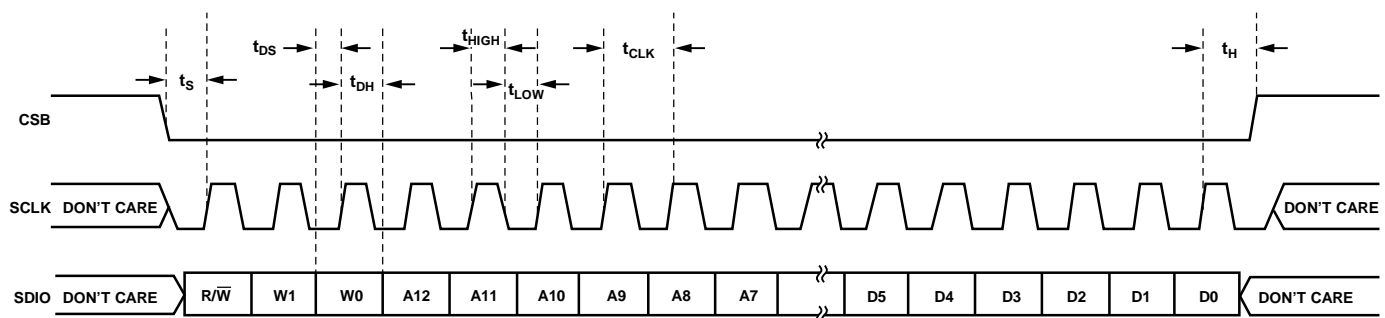 tDS
tHIGH
tCLK
tH
tS
tDH
tLOW
CSB
SCLK DON'T CARE
DON'T CARE
SDIO DON'T CARE R/W̅ W1 W0 A12 A11 A10 A9 A8 A7 D5 D4 D3 D2 D1 D0 DON'T CARE